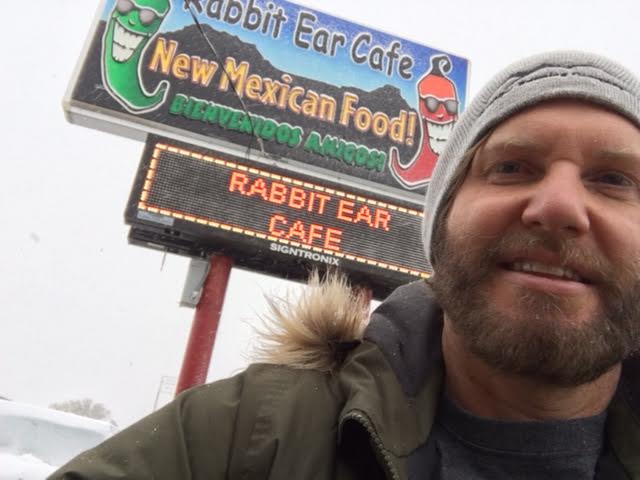 Rabbit Ear Cafe
New Mexican Food!
BIENVENIDOS AMIGOS!
RABBIT EAR
CAFE
SIGNTRONIX